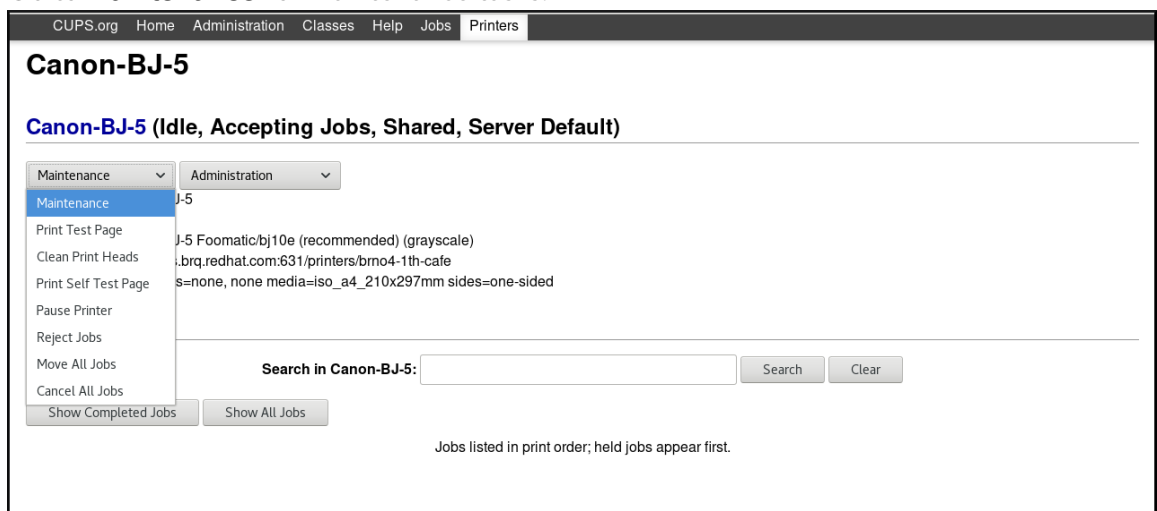 CUPS.org Home Administration Classes Help Jobs Printers
Canon-BJ-5
Canon-BJ-5 (Idle, Accepting Jobs, Shared, Server Default)
Maintenance Administration
Maintenance J-5
Print Test Page
J-5 Foomatic/bj10e (recommended) (grayscale)
Clean Print Heads
.brq.redhat.com:631/printers/brno4-1th-cafe
Print Self Test Page s=none, none media=iso_a4_210x297mm sides=one-sided
Pause Printer
Reject Jobs
Move All Jobs Search in Canon-BJ-5: Search Clear
Cancel All Jobs
Show Completed Jobs Show All Jobs
Jobs listed in print order; held jobs appear first.